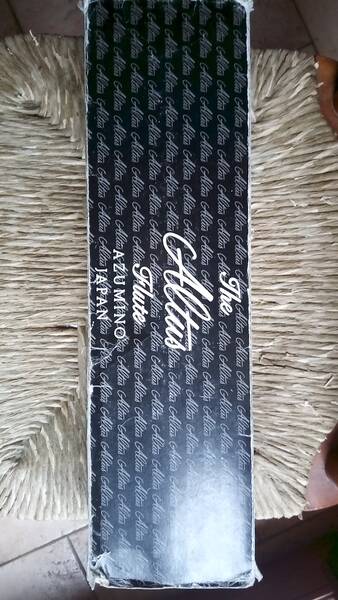 The
Altus
Flute
AZUMINO
JAPAN